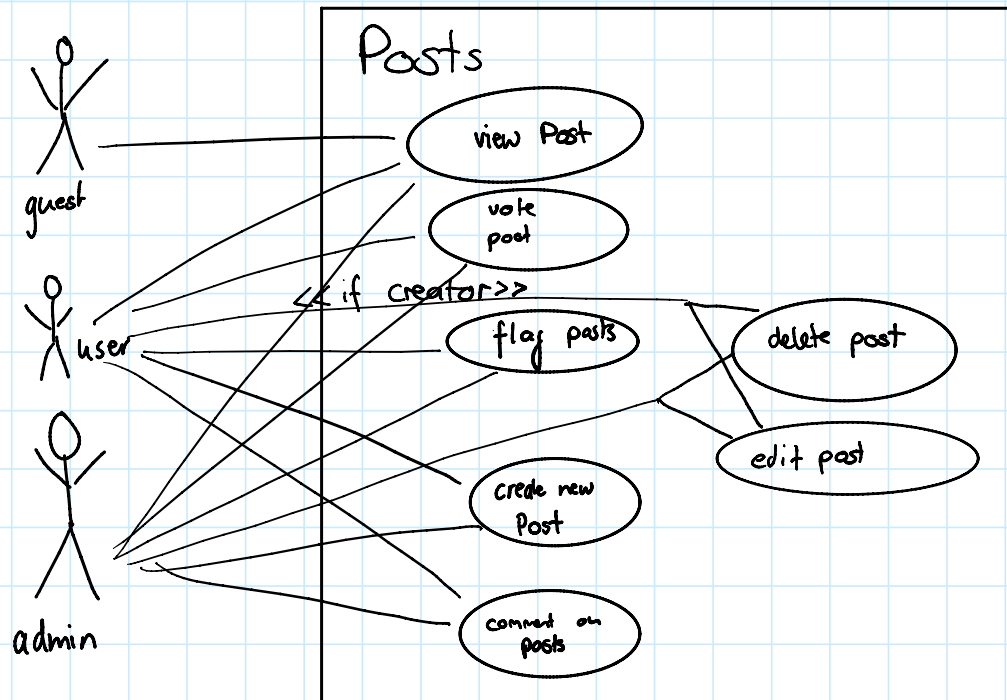 Posts
view Post
guest
vote
post
<<if creator>>
user
flag posts
delete post
edit post
create new
Post
admin
comment on
posts